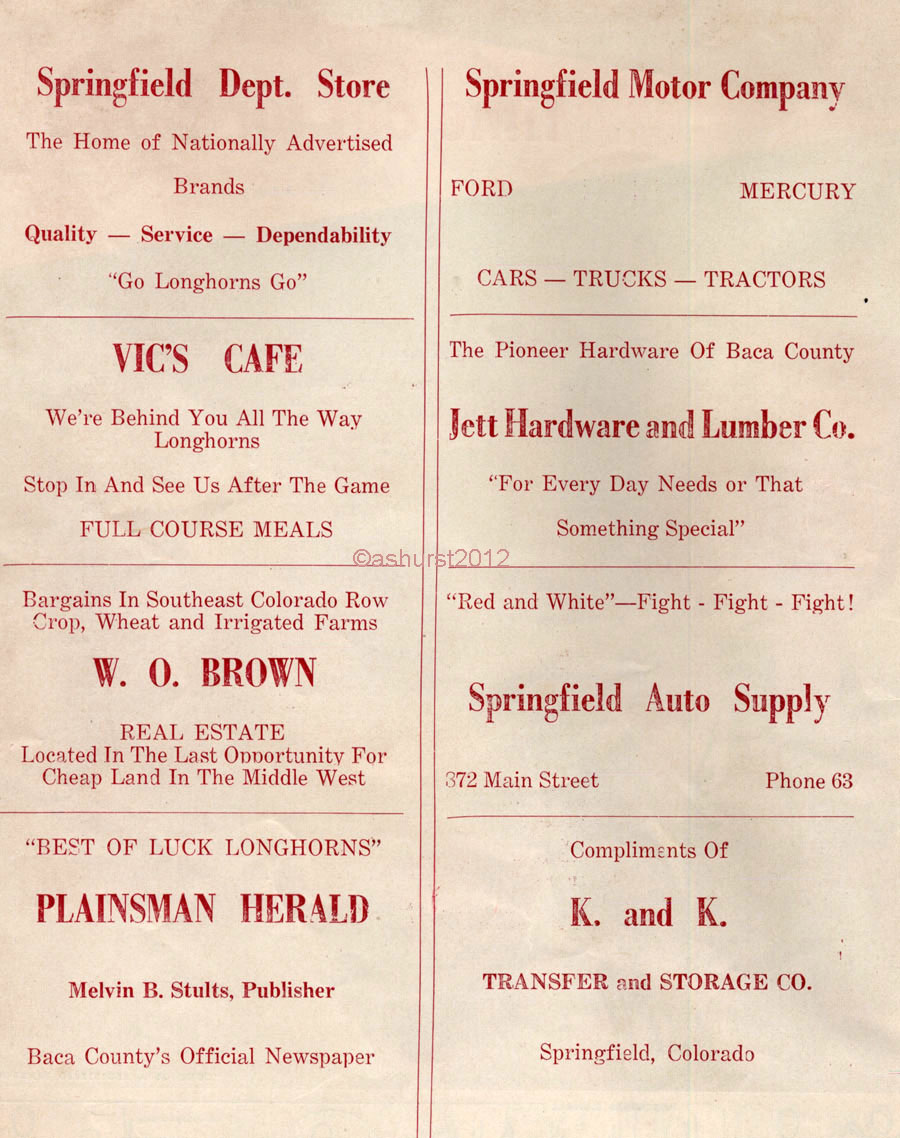 Springfield Dept. Store
The Home of Nationally Advertised
Brands
Quality — Service — Dependability
"Go Longhorns Go"
VIC'S CAFE
We're Behind You All The Way
Longhorns
Stop In And See Us After The Game
FULL COURSE MEALS
Bargains In Southeast Colorado Row
Crop, Wheat and Irrigated Farms
W. O. BROWN
REAL ESTATE
Located In The Last Opportunity For
Cheap Land In The Middle West
"BEST OF LUCK LONGHORNS"
PLAINSMAN HERALD
Melvin B. Stults, Publisher
Baca County's Official Newspaper
Springfield Motor Company
FORD MERCURY
CARS — TRUCKS — TRACTORS
The Pioneer Hardware Of Baca County
Jett Hardware and Lumber Co.
"For Every Day Needs or That
Something Special"
"Red and White"—Fight - Fight - Fight!
Springfield Auto Supply
372 Main Street Phone 63
Compliments Of
K. and K.
TRANSFER and STORAGE CO.
Springfield, Colorado
©ashurst2012